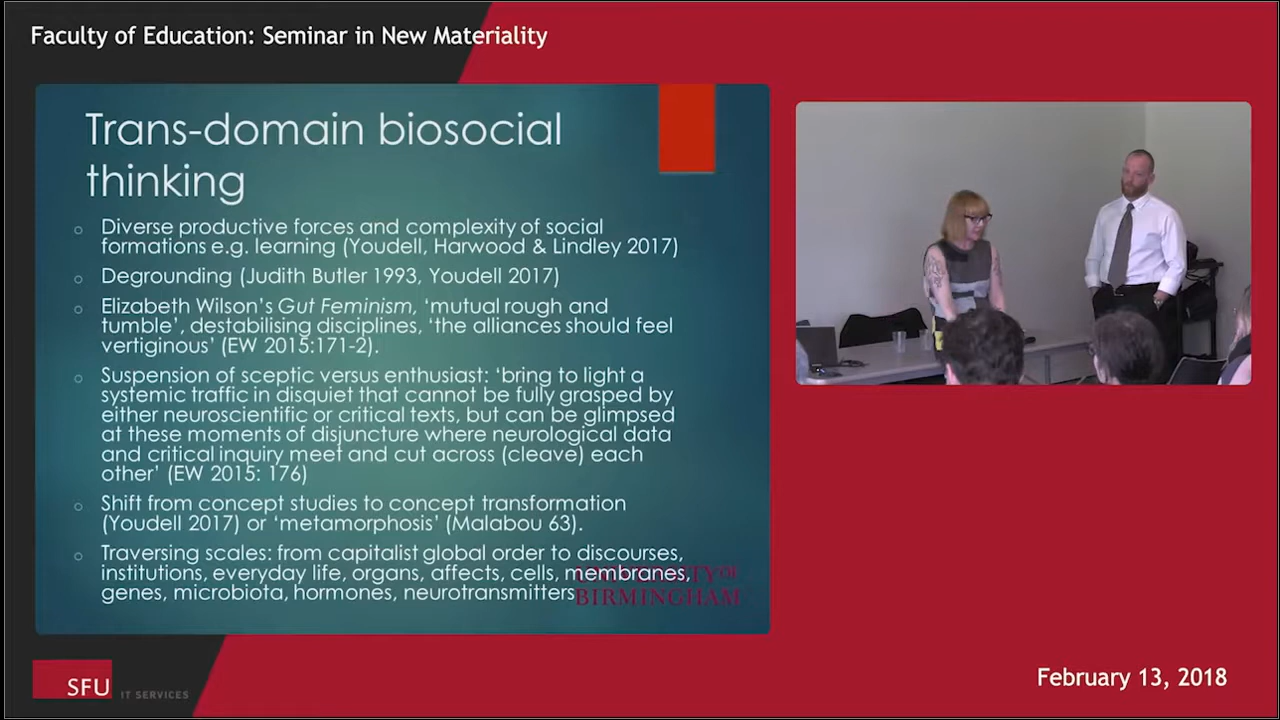 Faculty of Education: Seminar in New Materiality
Trans-domain biosocial
thinking
Diverse productive forces and complexity of social
formations e.g. learning (Youdell, Harwood & Lindley 2017)
Degrounding (Judith Butler 1993, Youdell 2017)
Elizabeth Wilson's Gut Feminism, 'mutual rough and
tumble', destabilising disciplines, 'the alliances should feel
vertiginous' (EW 2015:171-2).
Suspension of sceptic versus enthusiast: 'bring to light a
systemic traffic in disquiet that cannot be fully grasped by
either neuroscientific or critical texts, but can be glimpsed
at these moments of disjuncture where neurological data
and critical inquiry meet and cut across (cleave) each
other' (EW 2015: 176)
Shift from concept studies to concept transformation
(Youdell 2017) or 'metamorphosis' (Malabou 63).
Traversing scales: from capitalist global order to discourses,
institutions, everyday life, organs, affects, cells, membranes,
genes, microbiota, hormones, neurotransmitters
UNIVERSITY OF
BIRMINGHAM
SFU IT SERVICES
February 13, 2018